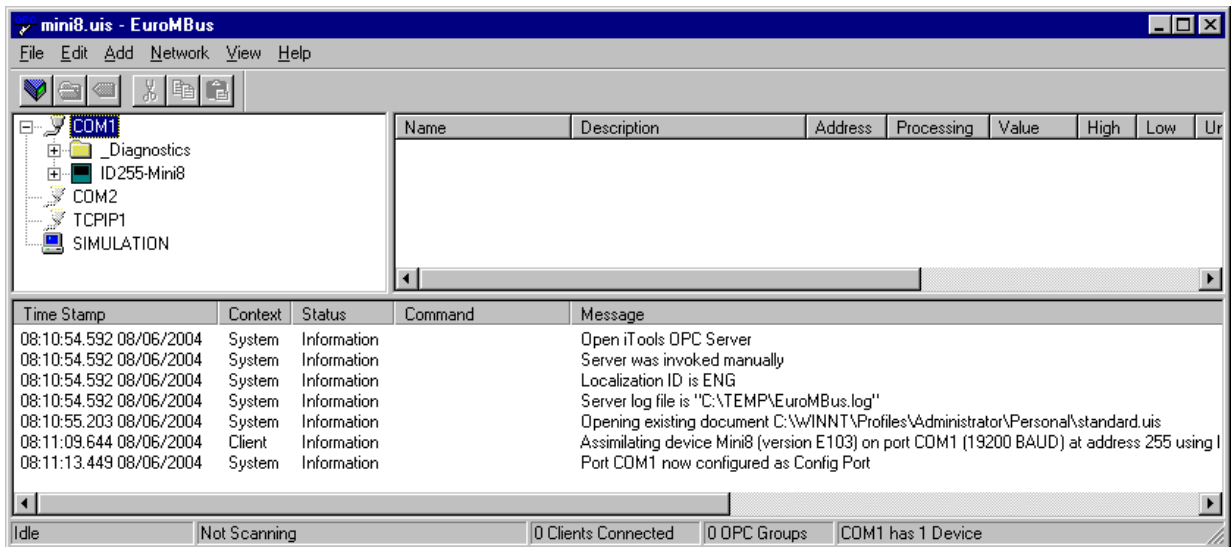 mini8.uis - EuroMBus
File Edit Add Network View Help
COM1
_Diagnostics
ID255-Mini8
COM2
TCPIP1
SIMULATION
Name Description Address Processing Value High Low Ur
Time Stamp Context Status Command Message
08:10:54.592 08/06/2004 System Information Open iTools OPC Server
08:10:54.592 08/06/2004 System Information Server was invoked manually
08:10:54.592 08/06/2004 System Information Localization ID is ENG
08:10:54.592 08/06/2004 System Information Server log file is "C:\TEMP\EuroMBus.log"
08:10:55.203 08/06/2004 System Information Opening existing document C:\WINNT\Profiles\Administrator\Personal\standard.uis
08:11:09.644 08/06/2004 Client Information Assimilating device Mini8 (version E103) on port COM1 (19200 BAUD) at address 255 using
08:11:13.449 08/06/2004 System Information Port COM1 now configured as Config Port
Idle Not Scanning 0 Clients Connected 0 OPC Groups COM1 has 1 Device